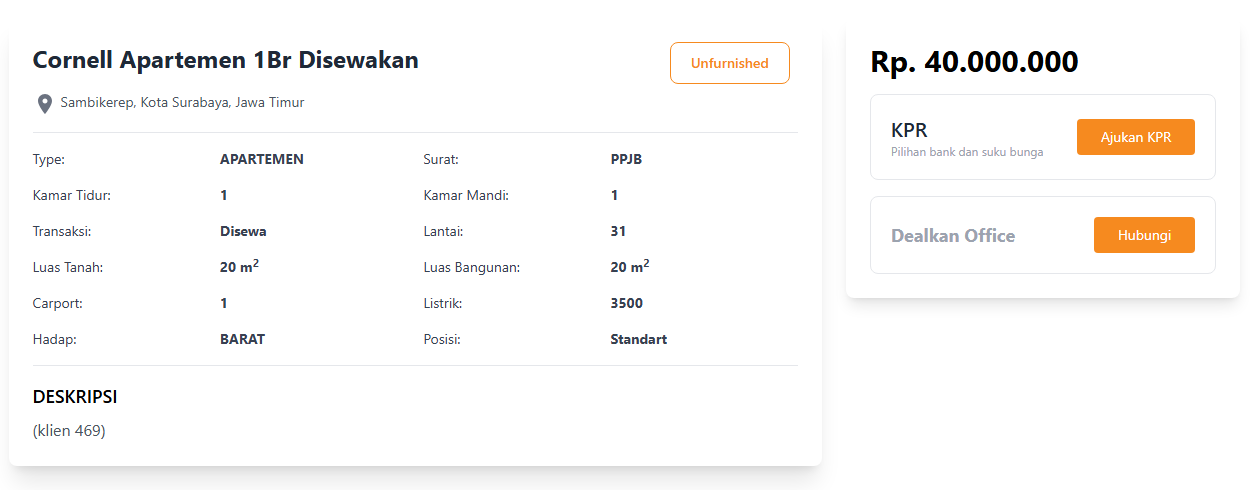 Cornell Apartemen 1Br Disewakan
Unfurnished
Sambikerep, Kota Surabaya, Jawa Timur
Type: APARTEMEN Surat: PPJB
Kamar Tidur: 1 Kamar Mandi: 1
Transaksi: Disewa Lantai: 31
Luas Tanah: 20 m² Luas Bangunan: 20 m²
Carport: 1 Listrik: 3500
Hadap: BARAT Posisi: Standart
DESKRIPSI
(klien 469)
Rp. 40.000.000
KPR
Pilihan bank dan suku bunga
Ajukan KPR
Dealkan Office
Hubungi